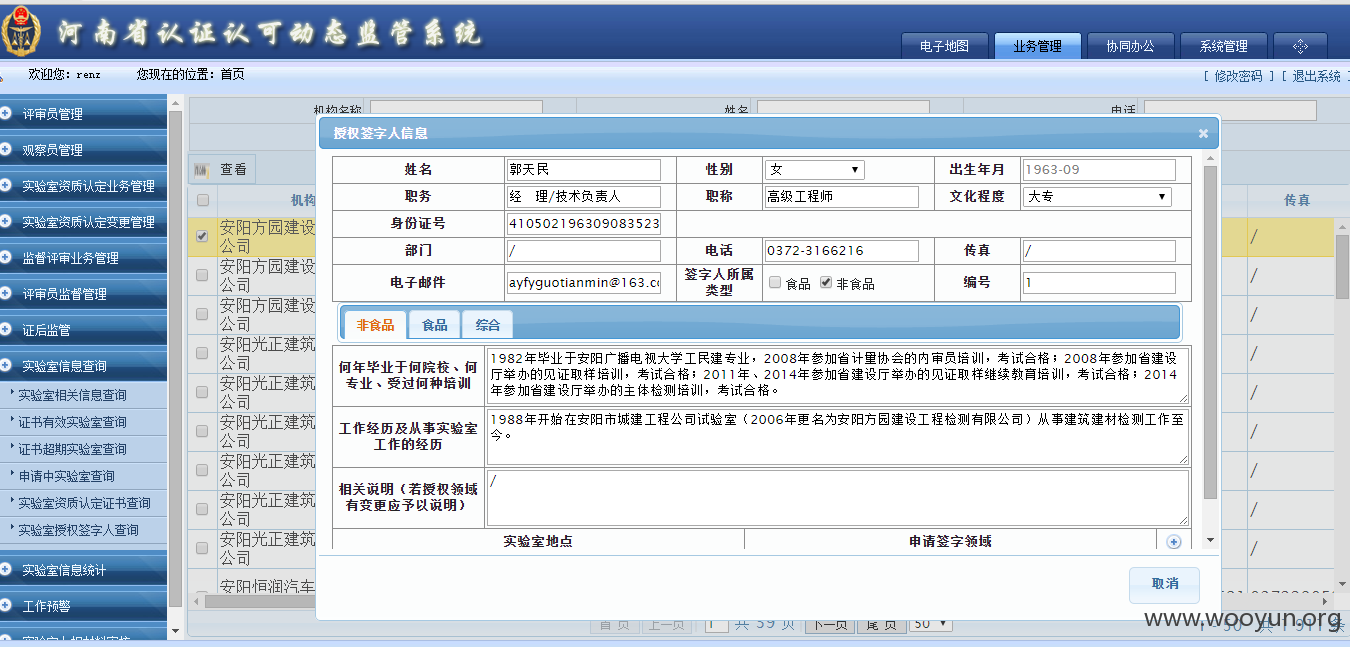 河南省认证认可动态监管系统
电子地图 业务管理 协同办公 系统管理
欢迎您：renz 您现在的位置：首页
[ 修改密码 ] [ 退出系统 ]
评审员管理
观察员管理
实验室资质认定业务管理
实验室资质认定变更管理
监督评审业务管理
评审员监督管理
证后监管
实验室信息查询
实验室相关信息查询
证书有效实验室查询
证书超期实验室查询
申请中实验室查询
实验室资质认定证书查询
实验室授权签字人查询
实验室信息统计
工作预警
机构名称 姓名 电话
查看
机构
传真
安阳方园建设
公司
/
安阳方园建设
公司
/
安阳方园建设
公司
/
安阳光正建筑
公司
/
安阳光正建筑
公司
/
安阳光正建筑
公司
/
安阳光正建筑
公司
/
安阳光正建筑
公司
/
安阳光正建筑
公司
/
安阳恒润汽车
授权签字人信息
姓名 郭天民 性别 女 出生年月 1963-09
职务 经　理/技术负责人 职称 高级工程师 文化程度 大专
身份证号 410502196309083523
部门 / 电话 0372-3166216 传真 /
电子邮件 ayfyguotianmin@163.co 签字人所属类型 食品 非食品 编号 1
非食品 食品 综合
何年毕业于何院校、何
专业、受过何种培训
1982年毕业于安阳广播电视大学工民建专业，2008年参加省计量协会的内审员培训，考试合格；2008年参加省建设
厅举办的见证取样培训，考试合格；2011年、2014年参加省建设厅举办的见证取样继续教育培训，考试合格；2014
年参加省建设厅举办的主体检测培训，考试合格。
工作经历及从事实验室
工作的经历
1988年开始在安阳市城建工程公司试验室（2006年更名为安阳方园建设工程检测有限公司）从事建筑建材检测工作至
今。
相关说明（若授权领域
有变更应予以说明）
/
实验室地点 申请签字领域
取消
首页 上一页 1 共 39 页 下一页 尾页 50
www.wooyun.org